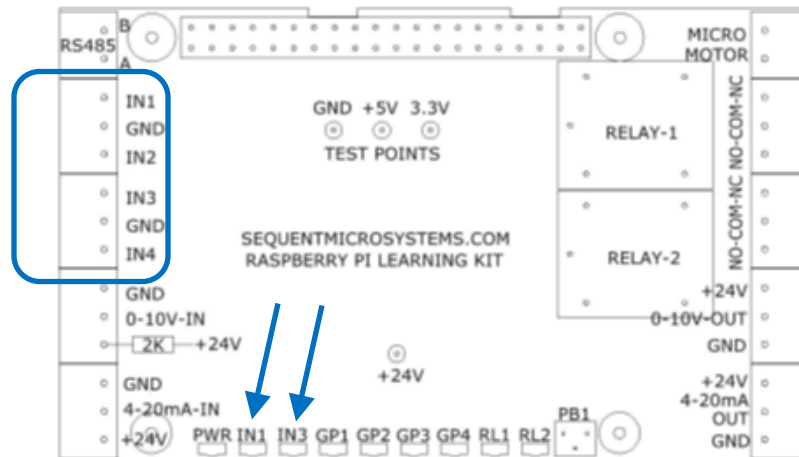 B
RS485
A
IN1
GND
IN2
IN3
GND
IN4
GND
0-10V-IN
2K +24V
GND
4-20mA-IN
+24V
GND +5V 3.3V
TEST POINTS
SEQUENTMICROSYSTEMS.COM
RASPBERRY PI LEARNING KIT
+24V
PWR IN1 IN3 GP1 GP2 GP3 GP4 RL1 RL2
PB1
RELAY-1
RELAY-2
MICRO
MOTOR
NO-COM-NC
NO-COM-NC
+24V
0-10V-OUT
GND
+24V
4-20mA
OUT
GND